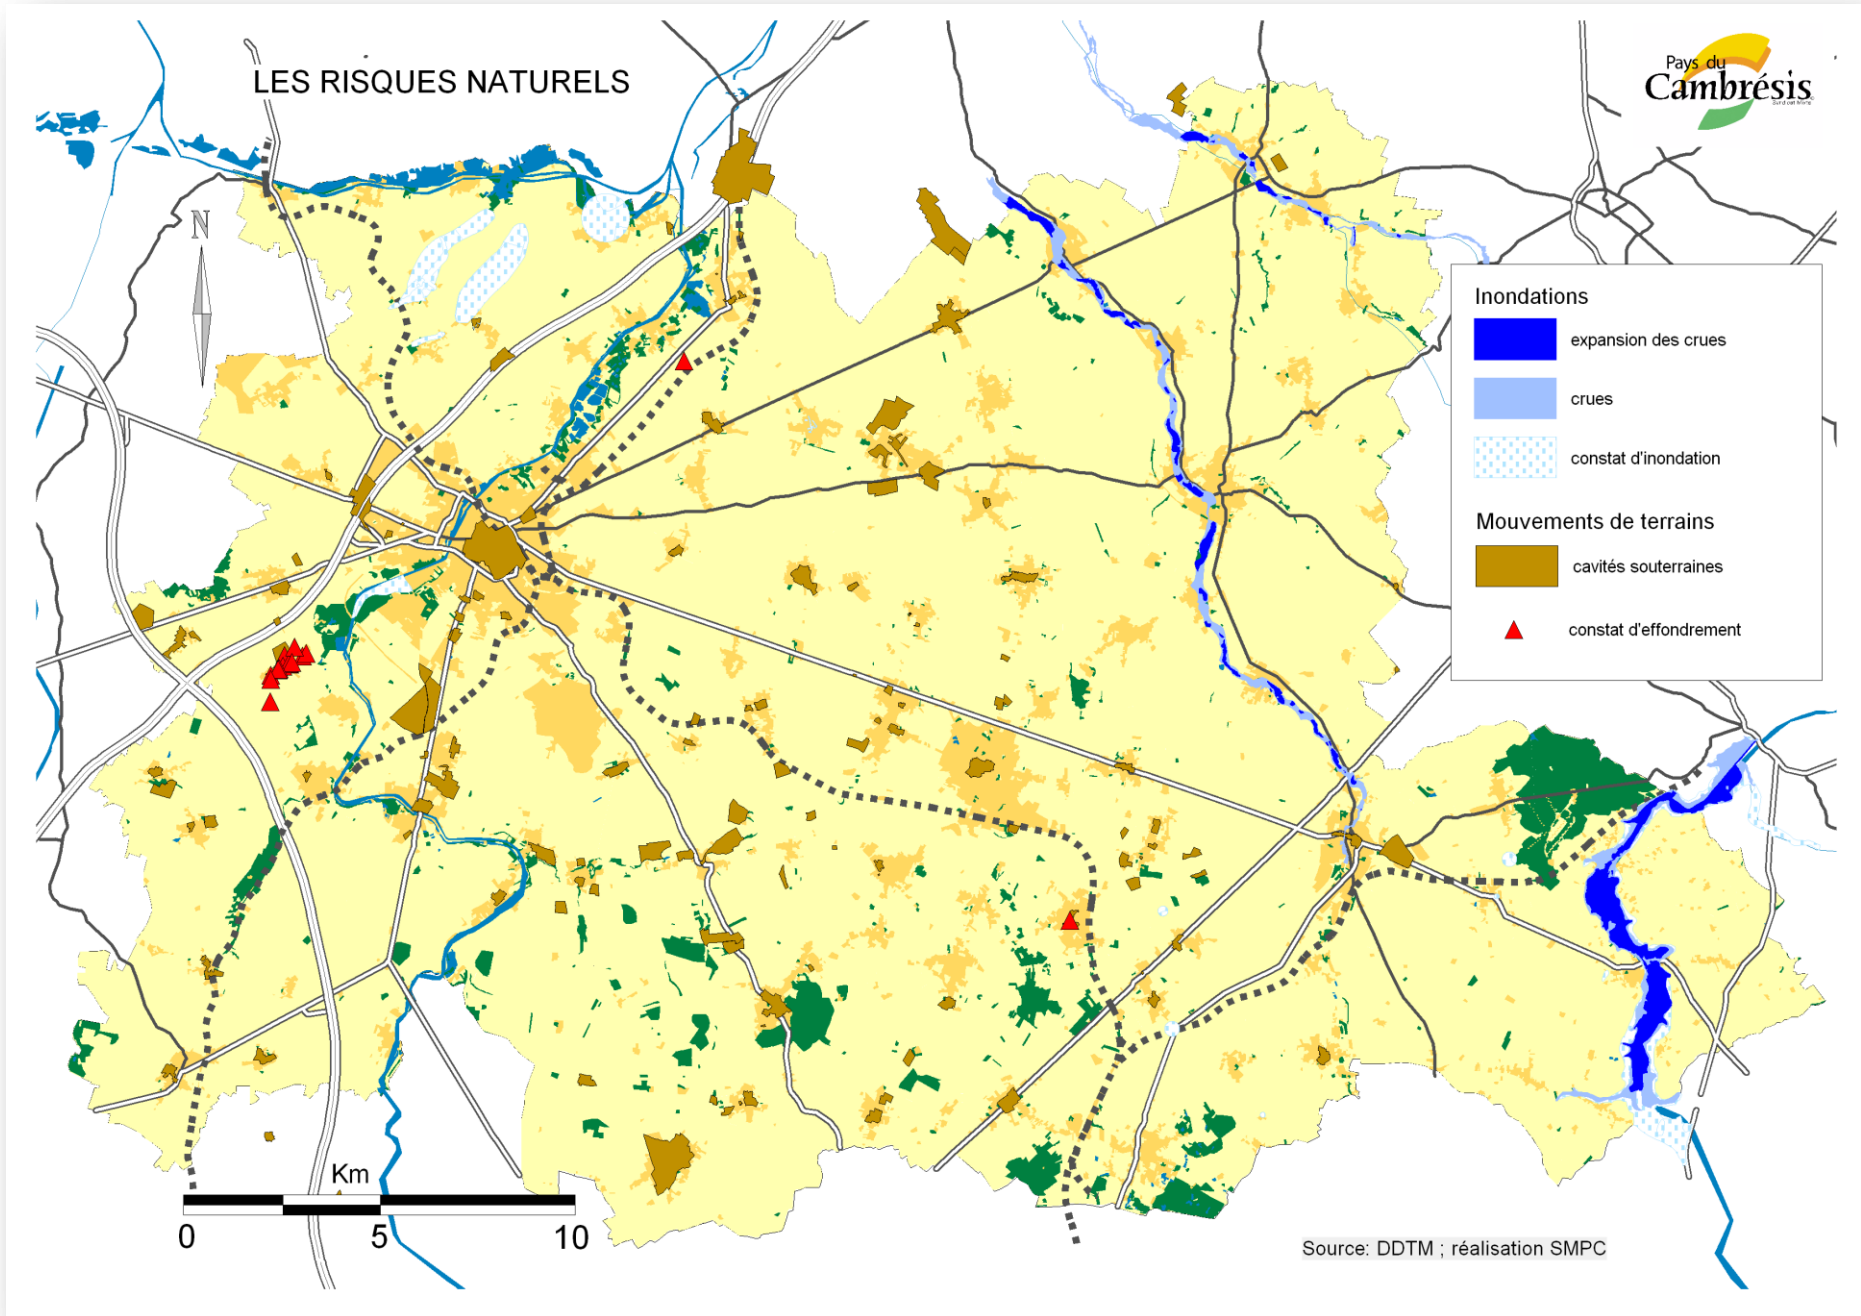 LES RISQUES NATURELS
Pays du
Cambrésis
N
Inondations
expansion des crues
crues
constat d'inondation
Mouvements de terrains
cavités souterraines
constat d'effondrement
Km
0 5 10
Source: DDTM ; réalisation SMPC